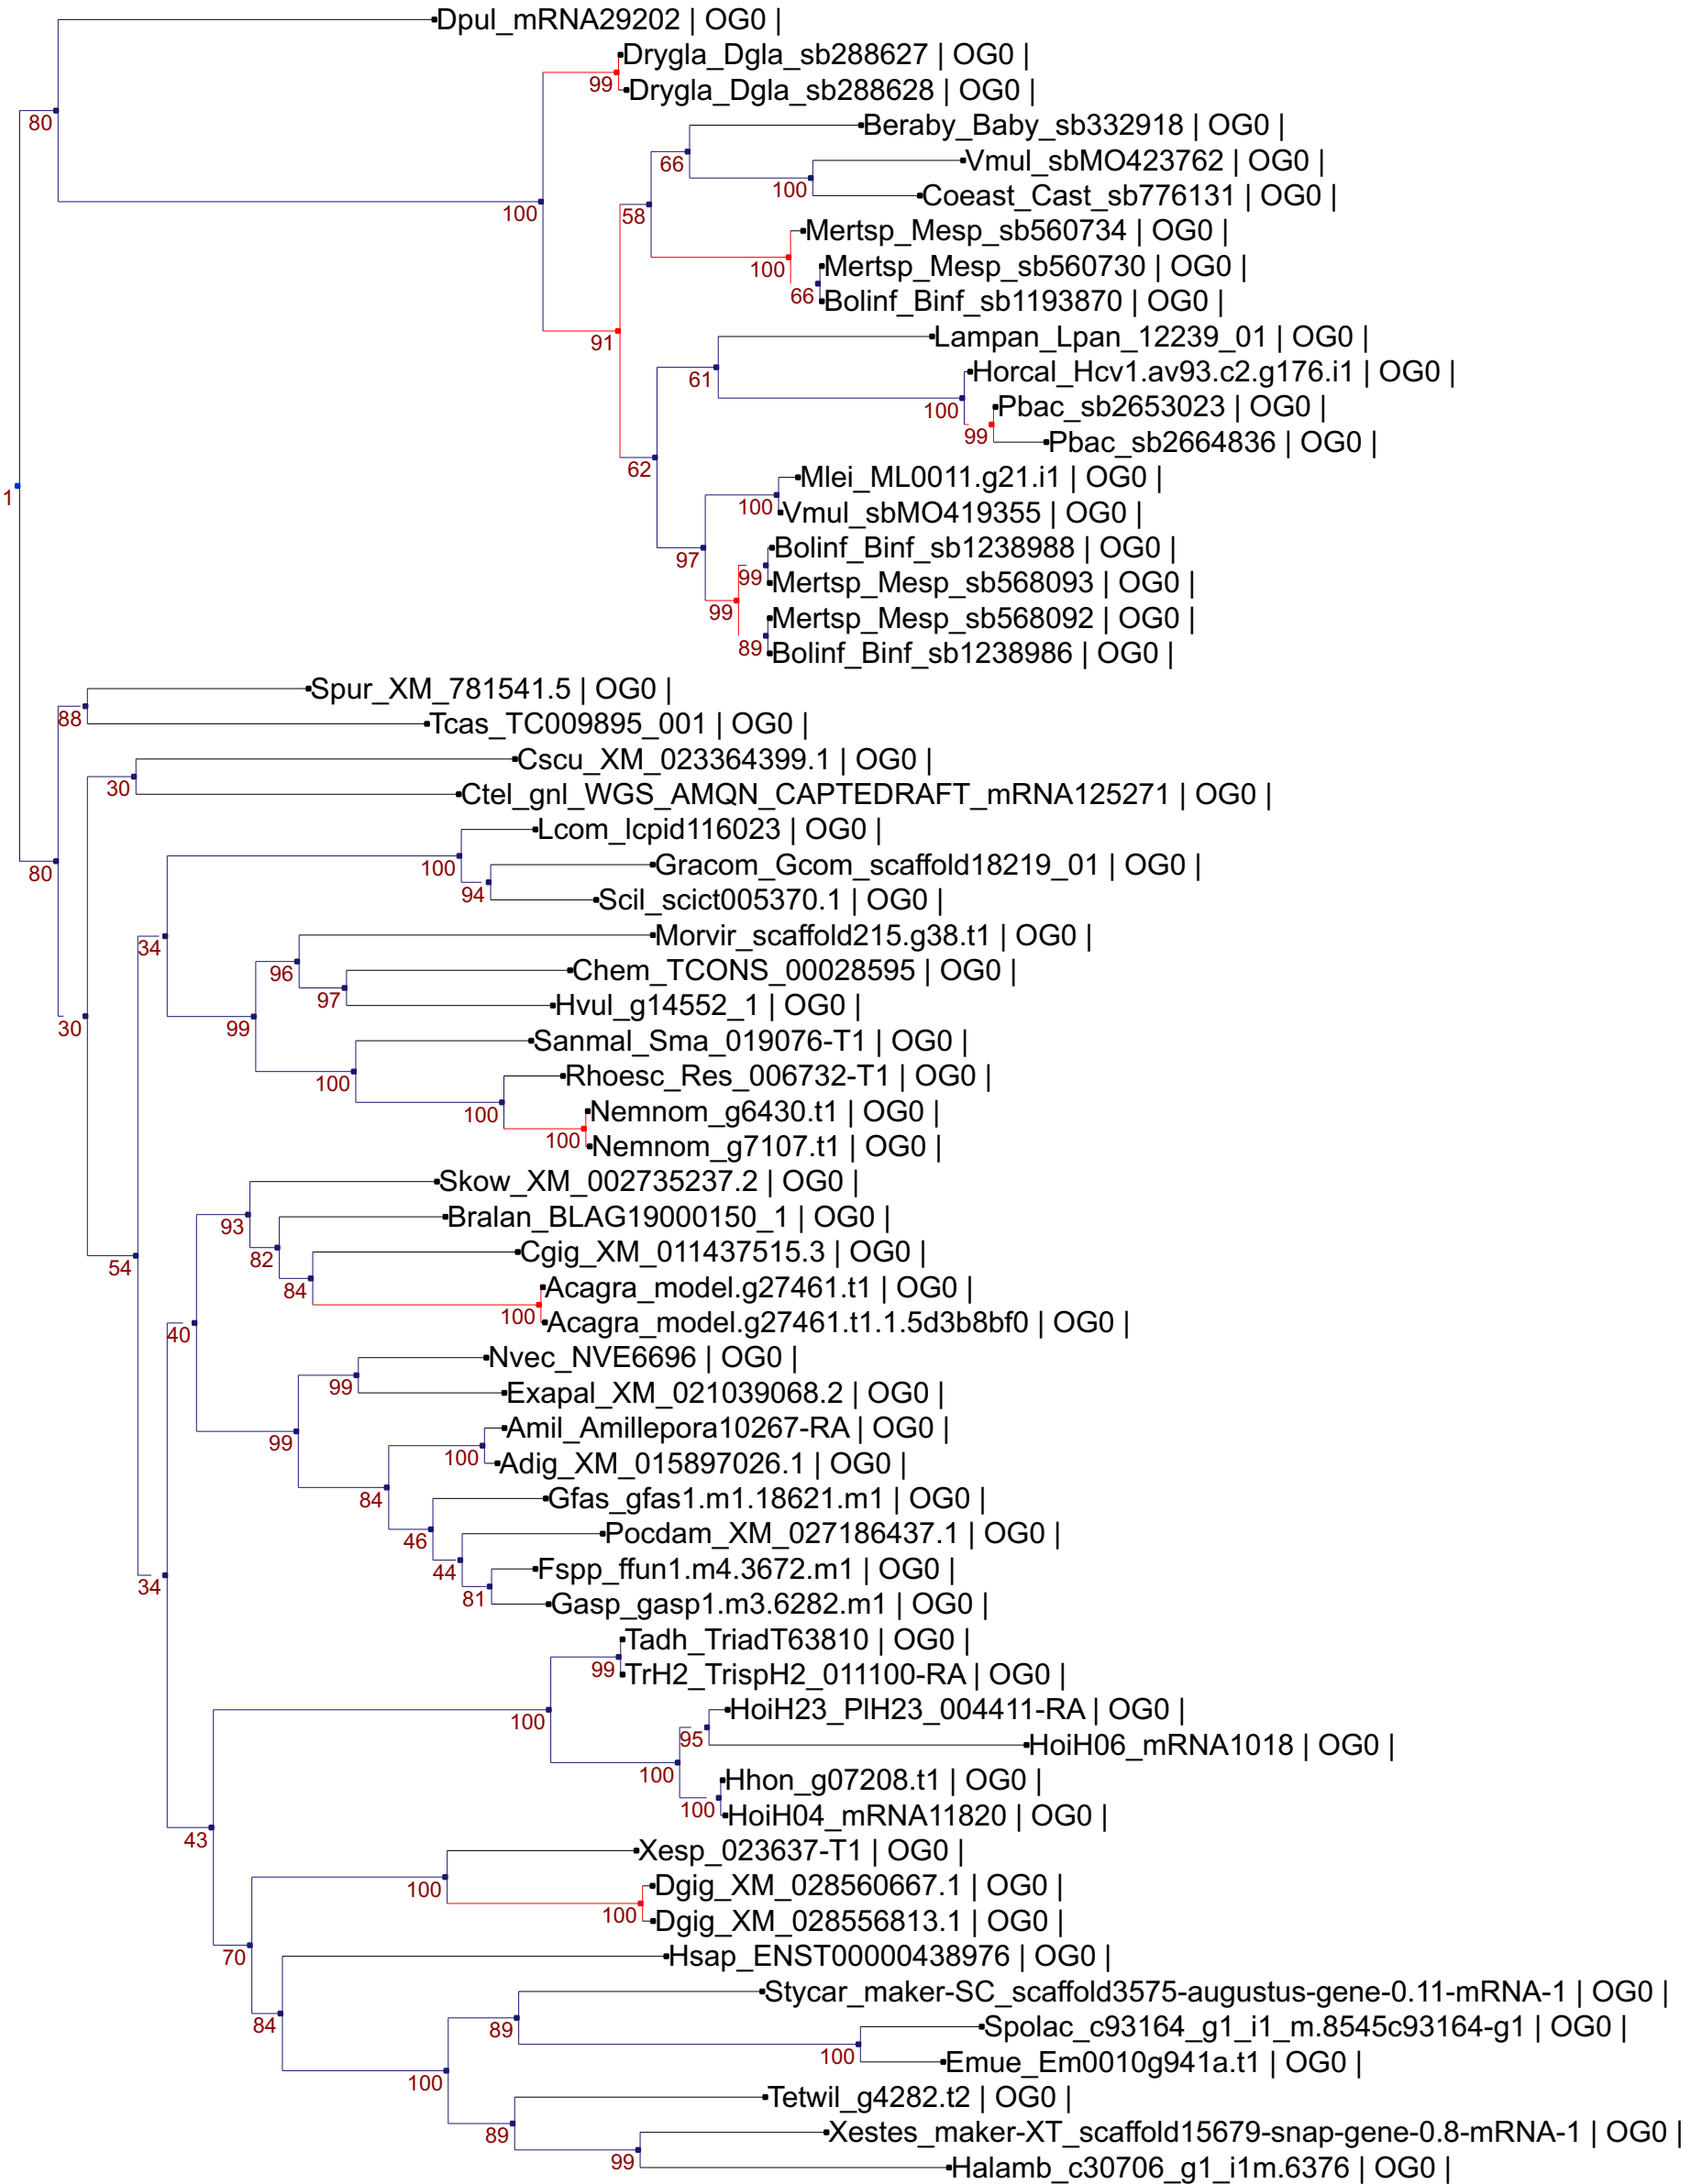 Dpul_mRNA29202 | OG0 |
Drygla_Dgla_sb288627 | OG0 |
99
Drygla_Dgla_sb288628 | OG0 |
80
Beraby_Baby_sb332918 | OG0 |
66
Vmul_sbMO423762 | OG0 |
100
Coeast_Cast_sb776131 | OG0 |
100
58
Mertsp_Mesp_sb560734 | OG0 |
100
Mertsp_Mesp_sb560730 | OG0 |
66
Bolinf_Binf_sb1193870 | OG0 |
91
Lampan_Lpan_12239_01 | OG0 |
61
Horcal_Hcv1.av93.c2.g176.i1 | OG0 |
100
Pbac_sb2653023 | OG0 |
99
Pbac_sb2664836 | OG0 |
62
Mlei_ML0011.g21.i1 | OG0 |
1
100
Vmul_sbMO419355 | OG0 |
97
Bolinf_Binf_sb1238988 | OG0 |
99
Mertsp_Mesp_sb568093 | OG0 |
99
Mertsp_Mesp_sb568092 | OG0 |
89
Bolinf_Binf_sb1238986 | OG0 |
Spur_XM_781541.5 | OG0 |
88
Tcas_TC009895_001 | OG0 |
Cscu_XM_023364399.1 | OG0 |
30
Ctel_gnl_WGS_AMQN_CAPTEDRAFT_mRNA125271 | OG0 |
Lcom_lcpid116023 | OG0 |
80
100
Gracom_Gcom_scaffold18219_01 | OG0 |
94
Scil_scict005370.1 | OG0 |
34
Morvir_scaffold215.g38.t1 | OG0 |
96
Chem_TCONS_00028595 | OG0 |
97
Hvul_g14552_1 | OG0 |
30
99
Sanmal_Sma_019076-T1 | OG0 |
100
Rhoesc_Res_006732-T1 | OG0 |
100
Nemnom_g6430.t1 | OG0 |
100
Nemnom_g7107.t1 | OG0 |
Skow_XM_002735237.2 | OG0 |
93
Bralan_BLAG19000150_1 | OG0 |
82
54
Cgig_XM_011437515.3 | OG0 |
84
Acagra_model.g27461.t1 | OG0 |
100
Acagra_model.g27461.t1.1.5d3b8bf0 | OG0 |
40
Nvec_NVE6696 | OG0 |
99
Exapal_XM_021039068.2 | OG0 |
Amil_Amillepora10267-RA | OG0 |
99
100
Adig_XM_015897026.1 | OG0 |
84
Gfas_gfas1.m1.18621.m1 | OG0 |
46
Pocdam_XM_027186437.1 | OG0 |
44
Fspp_ffun1.m4.3672.m1 | OG0 |
34
81
Gasp_gasp1.m3.6282.m1 | OG0 |
Tadh_TriadT63810 | OG0 |
99
TrH2_TrispH2_011100-RA | OG0 |
HoiH23_PlH23_004411-RA | OG0 |
100
95
HoiH06_mRNA1018 | OG0 |
100
Hhon_g07208.t1 | OG0 |
100
HoiH04_mRNA11820 | OG0 |
43
Xesp_023637-T1 | OG0 |
100
Dgig_XM_028560667.1 | OG0 |
100
Dgig_XM_028556813.1 | OG0 |
70
Hsap_ENST00000438976 | OG0 |
Stycar_maker-SC_scaffold3575-augustus-gene-0.11-mRNA-1 | OG0 |
84
89
Spolac_c93164_g1_i1_m.8545c93164-g1 | OG0 |
100
Emue_Em0010g941a.t1 | OG0 |
100
Tetwil_g4282.t2 | OG0 |
89
Xestes_maker-XT_scaffold15679-snap-gene-0.8-mRNA-1 | OG0 |
99
Halamb_c30706_g1_i1m.6376 | OG0 |